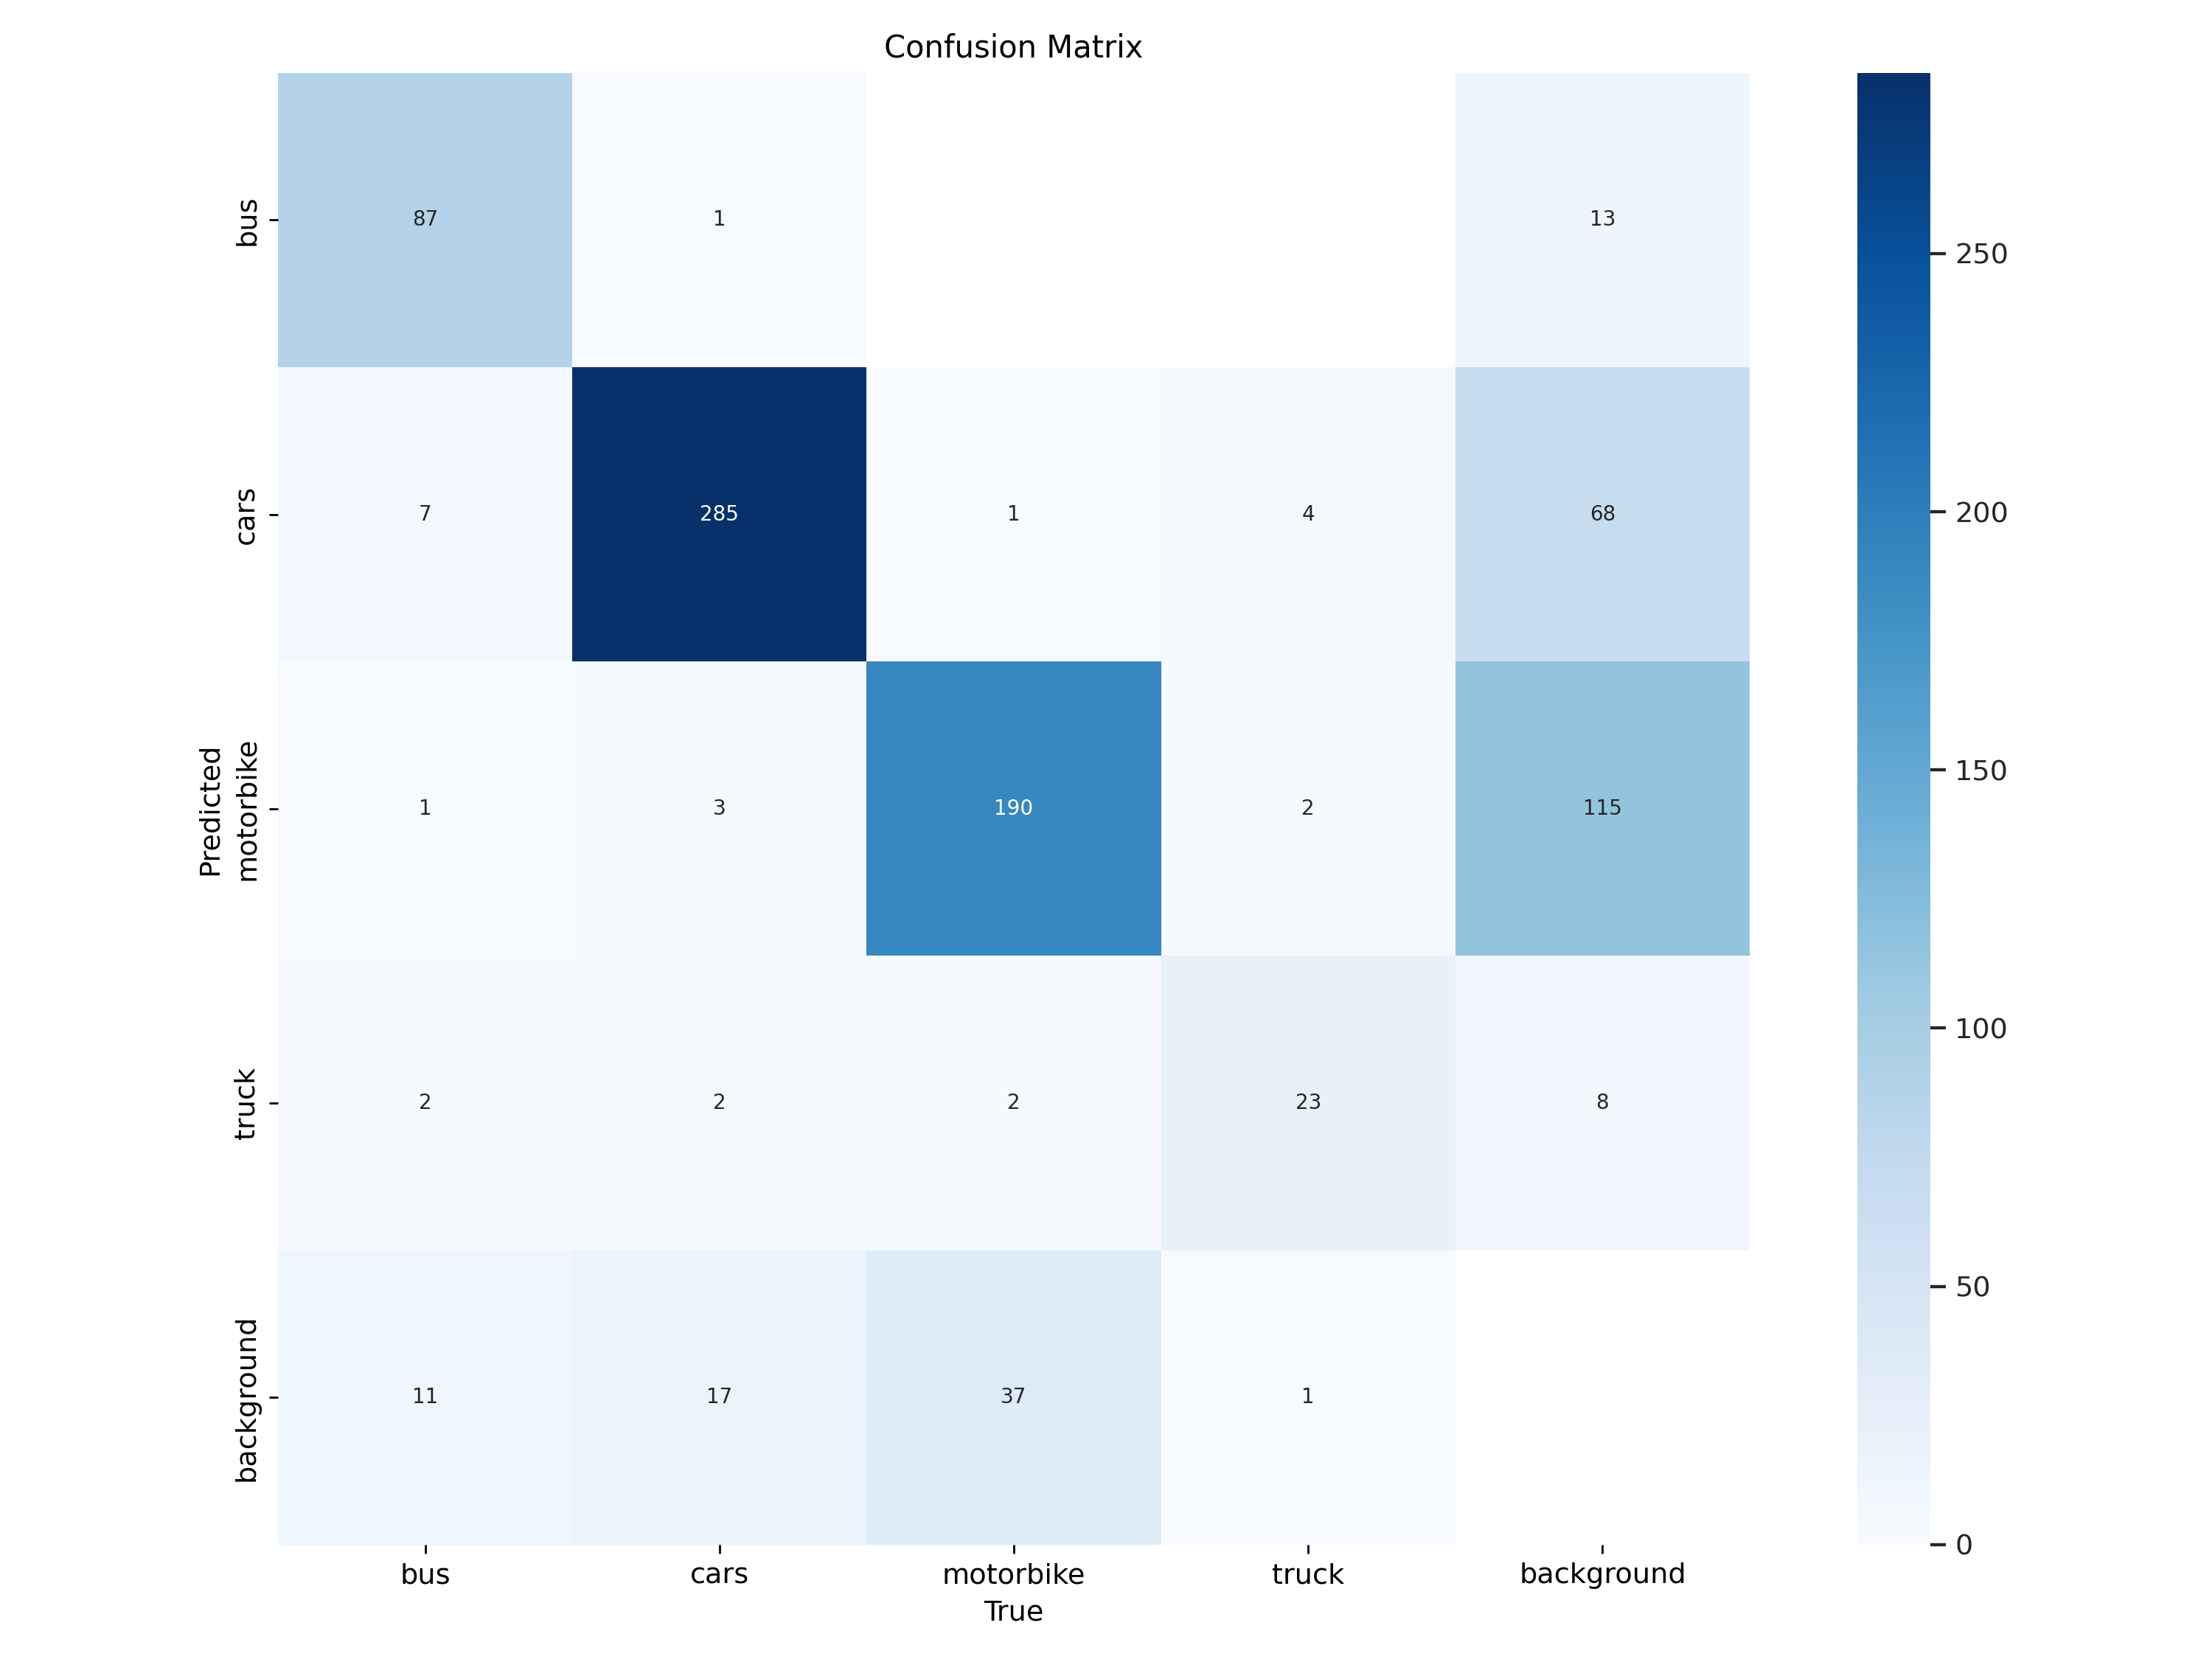 Confusion Matrix
bus 87 1 13
cars 7 285 1 4 68
motorbike 1 3 190 2 115
truck 2 2 2 23 8
background 11 17 37 1
Predicted
bus cars motorbike truck background
True
250
200
150
100
50
0